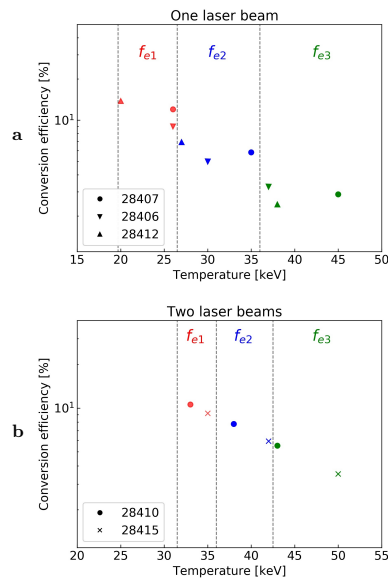 One laser beam
a
Conversion efficiency [%]
10¹
f_e1 f_e2 f_e3
28407
28406
28412
15 20 25 30 35 40 45 50
Temperature [keV]
Two laser beams
b
Conversion efficiency [%]
10¹
f_e1 f_e2 f_e3
28410
28415
20 25 30 35 40 45 50 55
Temperature [keV]